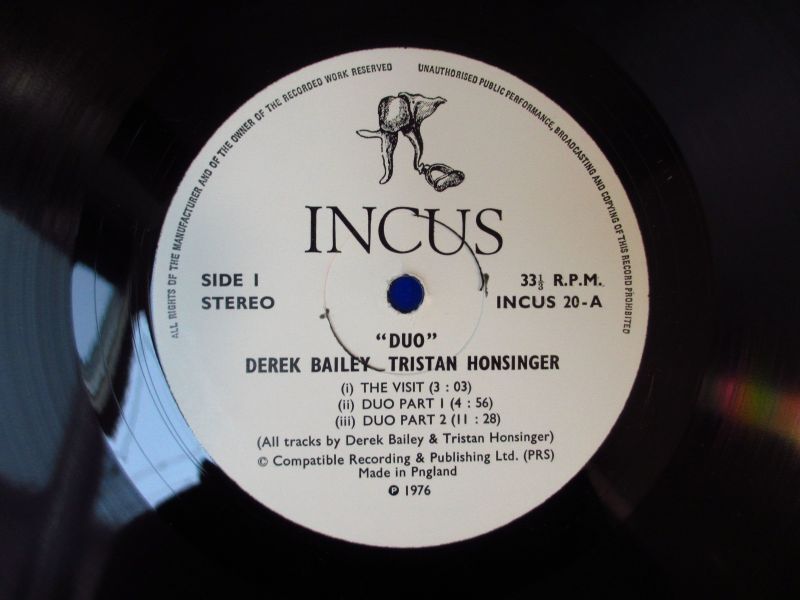 ALL RIGHTS OF THE MANUFACTURER AND OF THE OWNER OF THE RECORDED WORK RESERVED
UNAUTHORISED PUBLIC PERFORMANCE, BROADCASTING AND COPYING OF THIS RECORD PROHIBITED
INCUS
SIDE I
STEREO
33⅓ R.P.M.
INCUS 20-A
"DUO"
DEREK BAILEY TRISTAN HONSINGER
(i) THE VISIT (3 : 03)
(ii) DUO PART I (4 : 56)
(iii) DUO PART 2 (11 : 28)
(All tracks by Derek Bailey & Tristan Honsinger)
© Compatible Recording & Publishing Ltd. (PRS)
Made in Pngland
℗ 1976